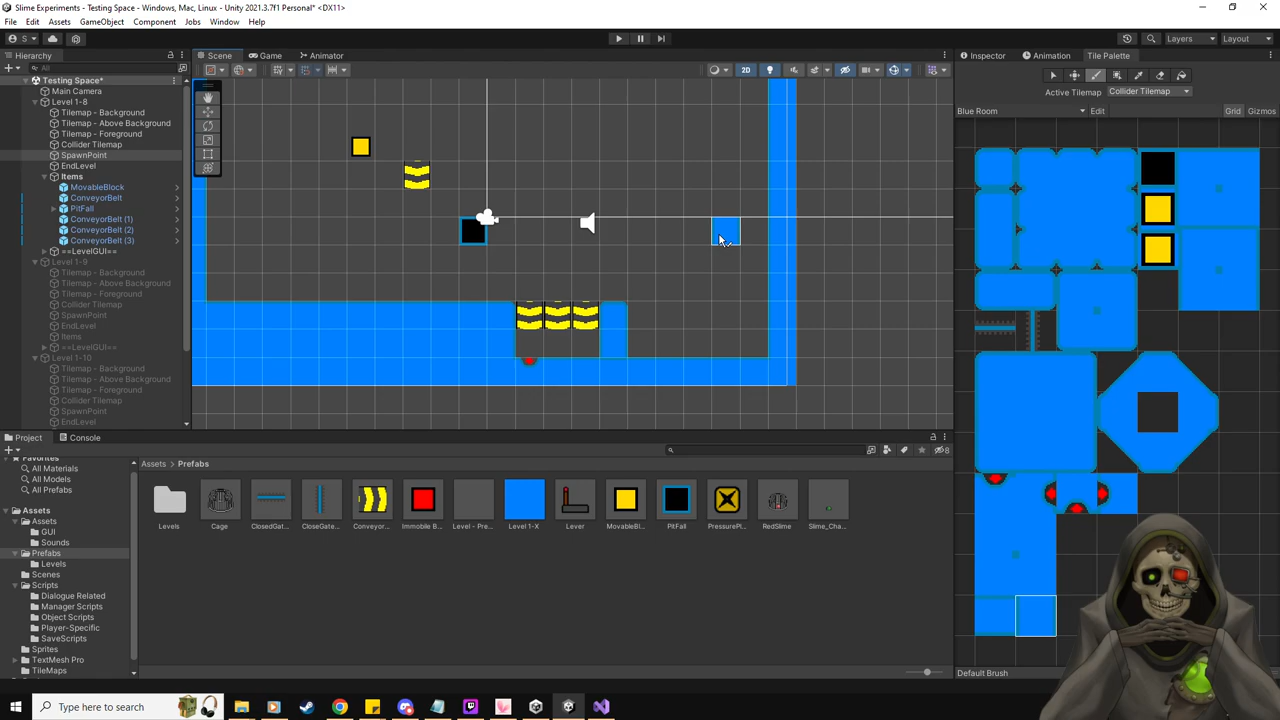 Slime Experiments - Testing Space - Windows, Mac, Linux - Unity 2021.3.7f1 Personal* <DX11>
File Edit Assets GameObject Component Jobs Window Help
S Layers Layout
Hierarchy Scene Game Animator Inspector Animation Tile Palette
All 2D
Testing Space*
Main Camera
Level 1-8
Tilemap - Background
Tilemap - Above Background
Tilemap - Foreground
Collider Tilemap
SpawnPoint
EndLevel
Items
MovableBlock
ConveyorBelt
PitFall
ConveyorBelt (1)
ConveyorBelt (2)
ConveyorBelt (3)
==LevelGUI==
Level 1-9
Tilemap - Background
Tilemap - Above Background
Tilemap - Foreground
Collider Tilemap
SpawnPoint
EndLevel
Items
==LevelGUI==
Level 1-10
Tilemap - Background
Tilemap - Above Background
Tilemap - Foreground
Collider Tilemap
SpawnPoint
EndLevel
Active Tilemap Collider Tilemap
Blue Room Edit Grid Gizmos
Project Console
8
Favorites
All Materials
All Models
All Prefabs
Assets
Assets
GUI
Sounds
Prefabs
Levels
Scenes
Scripts
Dialogue Related
Manager Scripts
Object Scripts
Player-Specific
SaveScripts
Sprites
TextMesh Pro
TileMaps
Assets > Prefabs
Levels Cage ClosedGat... CloseGate... Conveyor... Immobile B... Level - Pre... Level 1-X Lever MovableBl... PitFall PressurePl... RedSlime Slime_Cha...
Default Brush
Type here to search